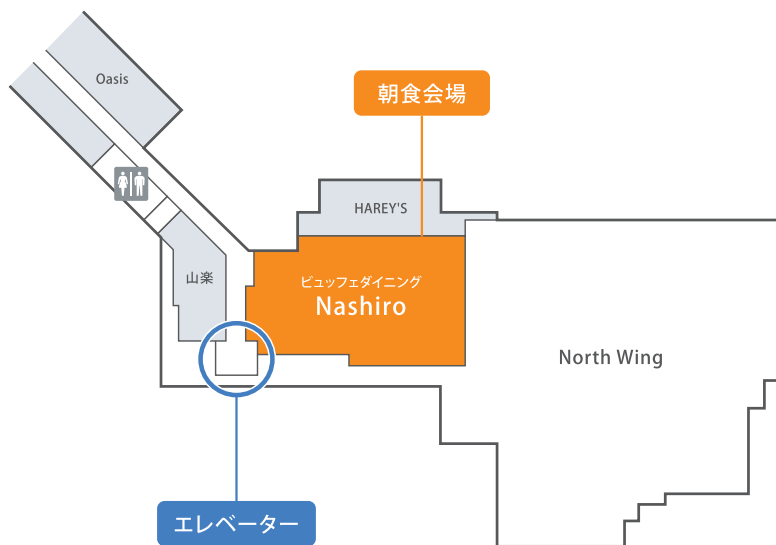 Oasis
朝食会場
HAREY'S
山楽
ビュッフェダイニング
Nashiro
North Wing
エレベーター